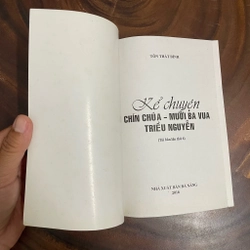 TÔN THẤT BÌNH
Kể chuyện
CHÍN CHÚA - MƯỜI BA VUA
TRIỀU NGUYỄN
NHÀ XUẤT BẢN ĐÀ NẴNG